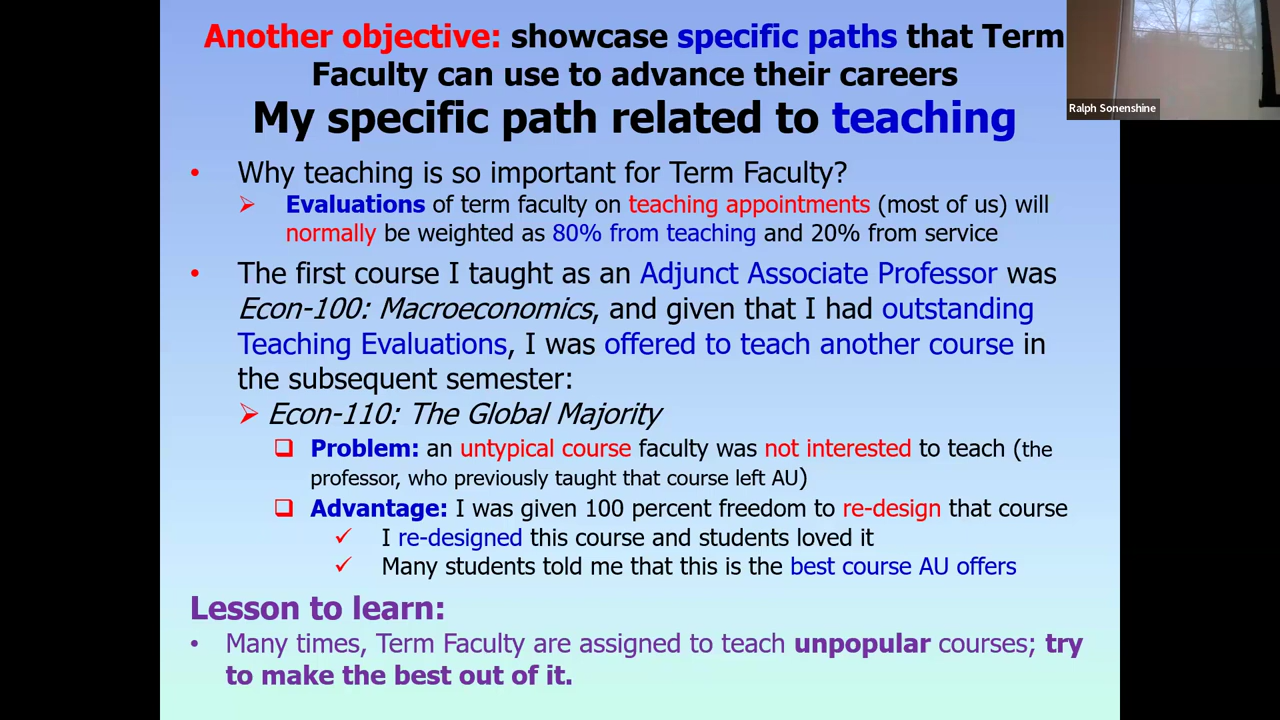 Another objective: showcase specific paths that Term
Faculty can use to advance their careers
My specific path related to teaching
Ralph Sonenshine
• Why teaching is so important for Term Faculty?
➢ Evaluations of term faculty on teaching appointments (most of us) will
normally be weighted as 80% from teaching and 20% from service
• The first course I taught as an Adjunct Associate Professor was
Econ-100: Macroeconomics, and given that I had outstanding
Teaching Evaluations, I was offered to teach another course in
the subsequent semester:
➢ Econ-110: The Global Majority
❑ Problem: an untypical course faculty was not interested to teach (the
professor, who previously taught that course left AU)
❑ Advantage: I was given 100 percent freedom to re-design that course
✓ I re-designed this course and students loved it
✓ Many students told me that this is the best course AU offers
Lesson to learn:
• Many times, Term Faculty are assigned to teach unpopular courses; try
to make the best out of it.